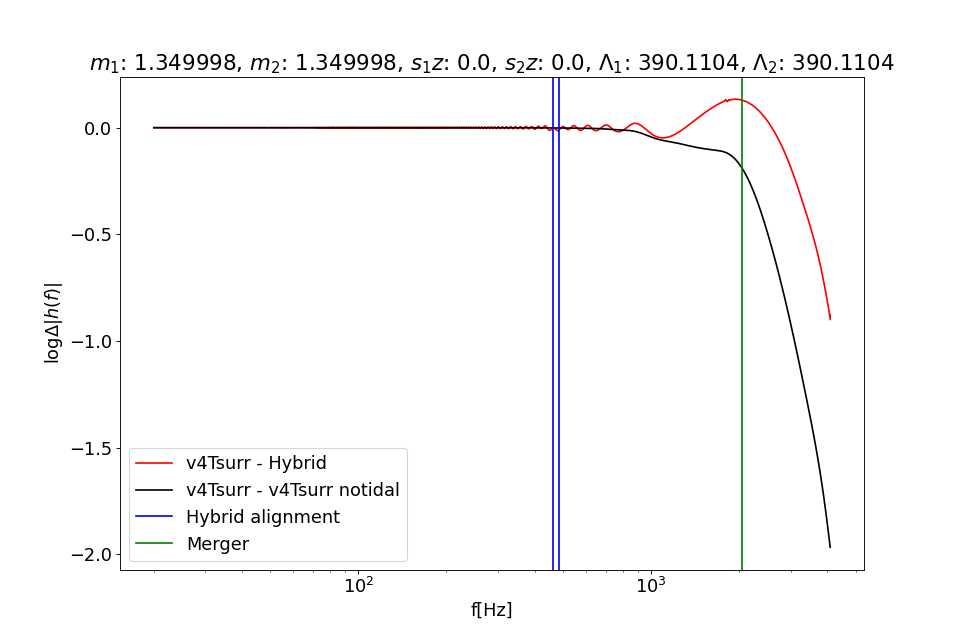 m₁: 1.349998, m₂: 1.349998, s₁z: 0.0, s₂z: 0.0, Λ₁: 390.1104, Λ₂: 390.1104
0.0
−0.5
−1.0
−1.5
−2.0
logΔ|h(f)|
v4Tsurr - Hybrid
v4Tsurr - v4Tsurr notidal
Hybrid alignment
Merger
10² 10³
f[Hz]